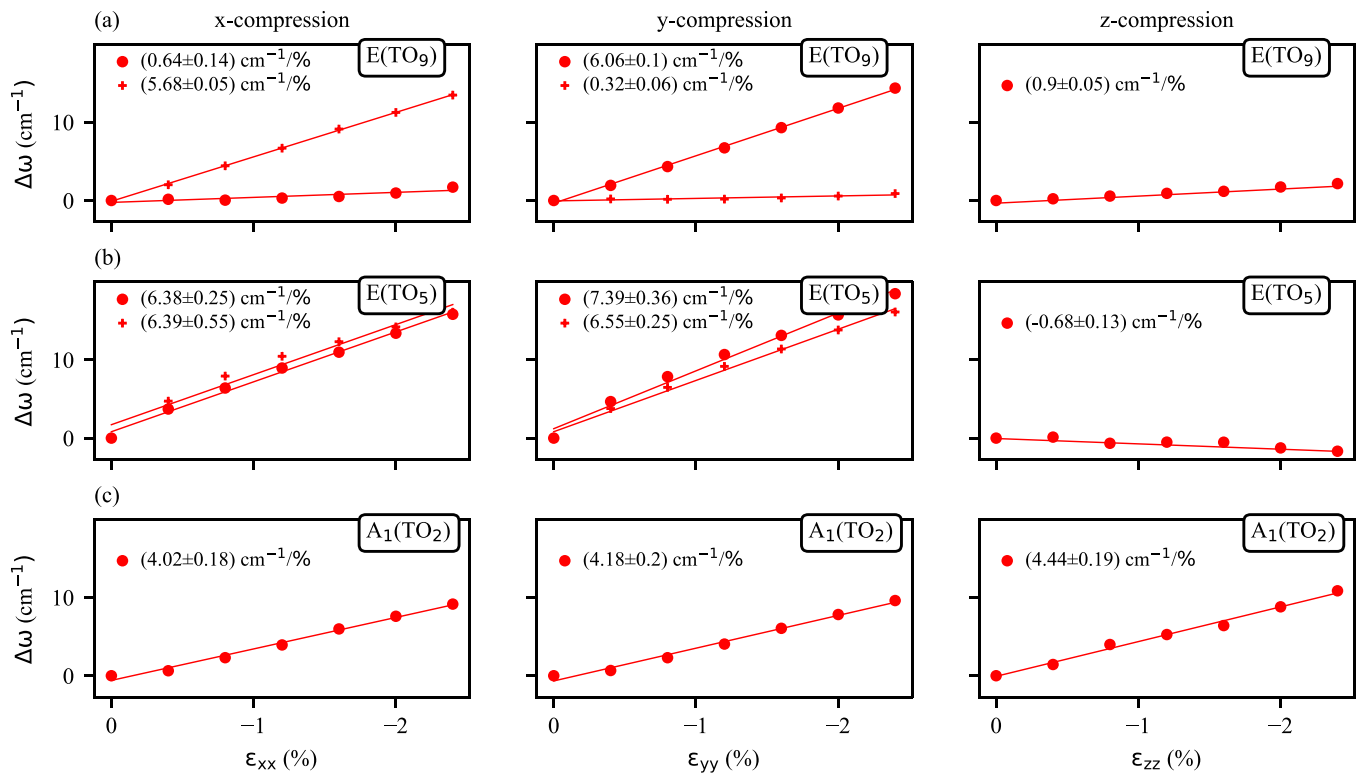 (a) x-compression y-compression z-compression
(0.64±0.14) cm⁻¹/% E(TO₉) (6.06±0.1) cm⁻¹/% E(TO₉) E(TO₉)
(5.68±0.05) cm⁻¹/% (0.32±0.06) cm⁻¹/% (0.9±0.05) cm⁻¹/%
Δω (cm⁻¹)
10
0
(b)
(6.38±0.25) cm⁻¹/% E(TO₅) (7.39±0.36) cm⁻¹/% E(TO₅) E(TO₅)
(6.39±0.55) cm⁻¹/% (6.55±0.25) cm⁻¹/% (-0.68±0.13) cm⁻¹/%
Δω (cm⁻¹)
10
0
(c)
A₁(TO₂) A₁(TO₂) A₁(TO₂)
(4.02±0.18) cm⁻¹/% (4.18±0.2) cm⁻¹/% (4.44±0.19) cm⁻¹/%
Δω (cm⁻¹)
10
0
0 −1 −2 0 −1 −2 0 −1 −2
εxx (%) εyy (%) εzz (%)